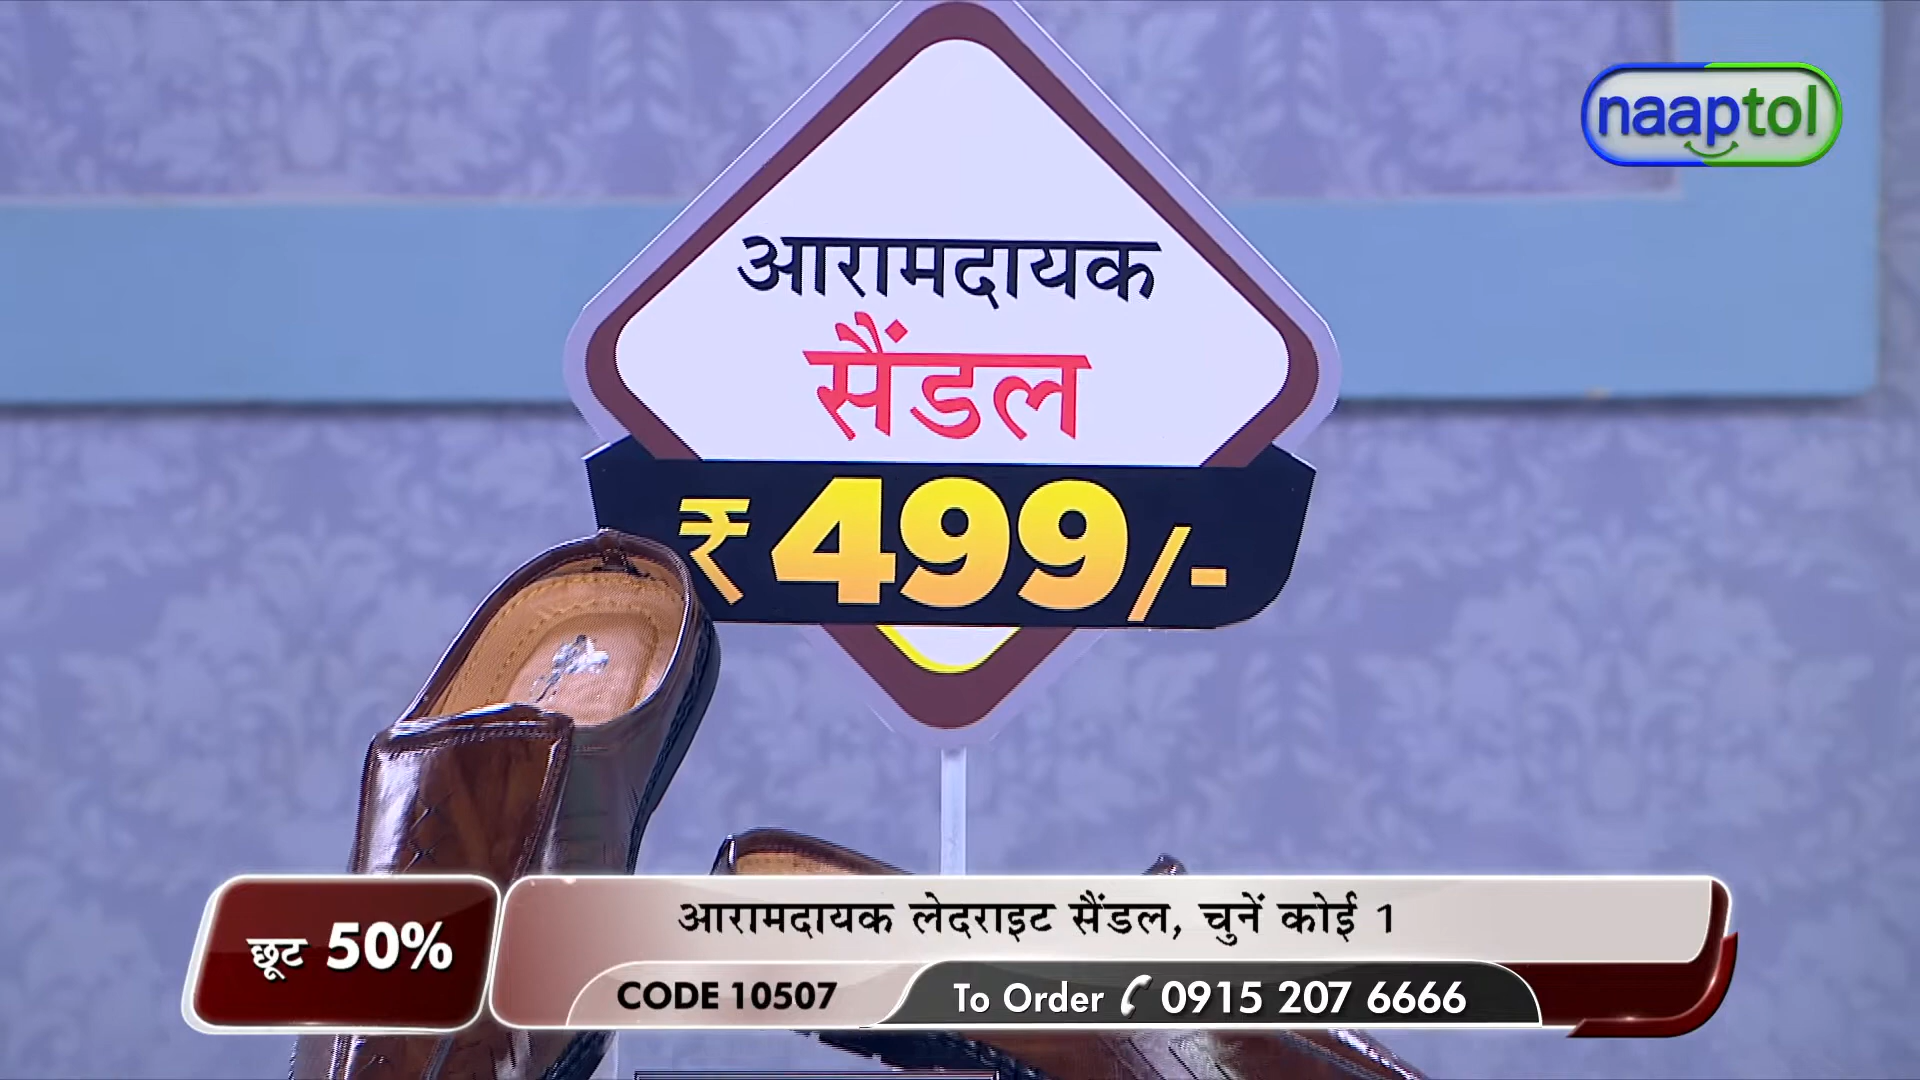 naaptol
आरामदायक
सैंडल
₹499/-
छूट 50%
आरामदायक लेदराइट सैंडल, चुनें कोई 1
CODE 10507
To Order 0915 207 6666